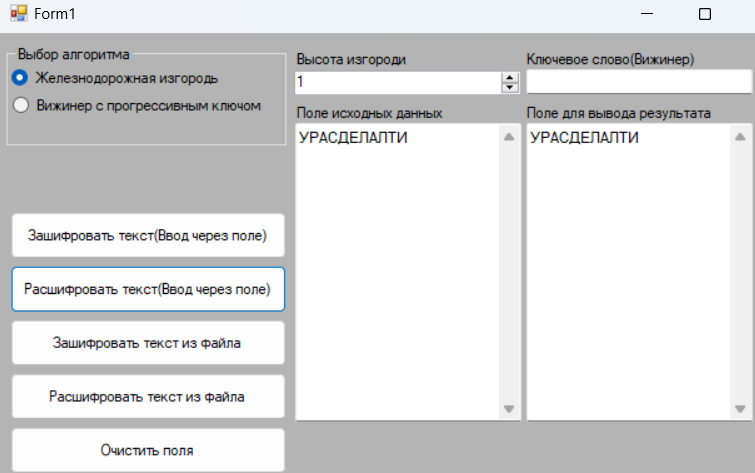 Form1
Выбор алгоритма
Железнодорожная изгородь
Вижинер с прогрессивным ключом
Высота изгороди
1
Ключевое слово(Вижинер)
Поле исходных данных
УРАСДЕЛАЛТИ
Поле для вывода результата
УРАСДЕЛАЛТИ
Зашифровать текст(Ввод через поле)
Расшифровать текст(Ввод через поле)
Зашифровать текст из файла
Расшифровать текст из файла
Очистить поля